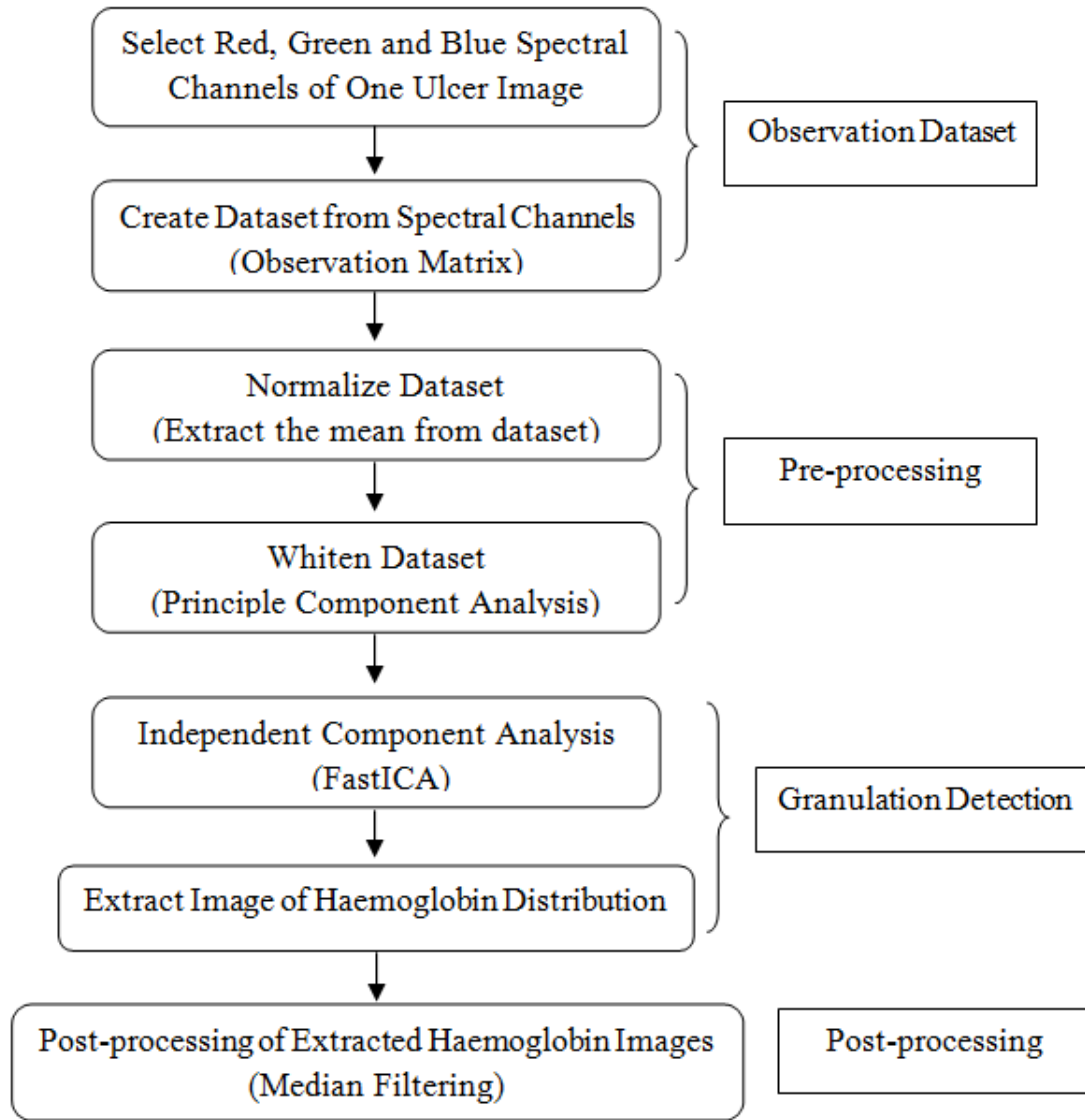 Select Red, Green and Blue Spectral
Channels of One Ulcer Image
Observation Dataset
Create Dataset from Spectral Channels
(Observation Matrix)
Normalize Dataset
(Extract the mean from dataset)
Pre-processing
Whiten Dataset
(Principle Component Analysis)
Independent Component Analysis
(FastICA)
Granulation Detection
Extract Image of Haemoglobin Distribution
Post-processing of Extracted Haemoglobin Images
(Median Filtering)
Post-processing